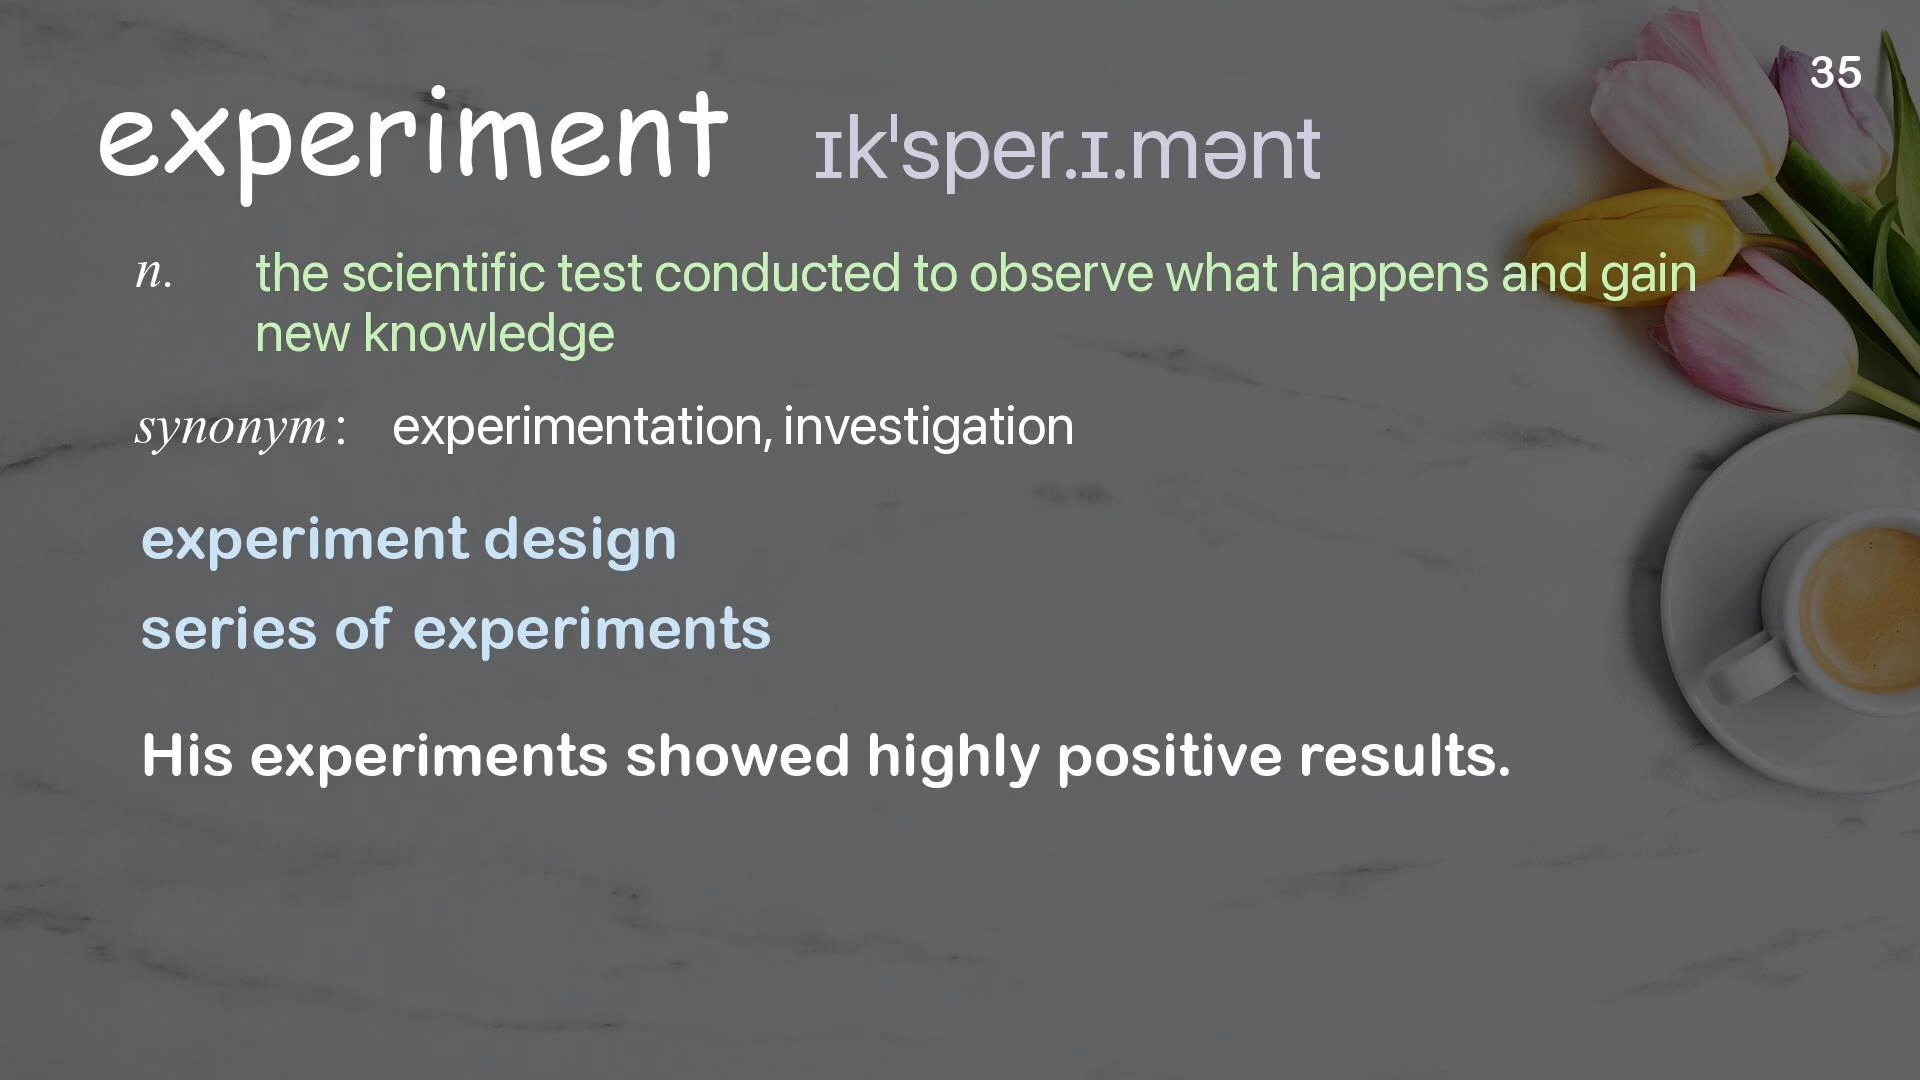 35
experiment ɪkˈsper.ɪ.mənt
n. the scientific test conducted to observe what happens and gain
new knowledge
synonym: experimentation, investigation
experiment design
series of experiments
His experiments showed highly positive results.